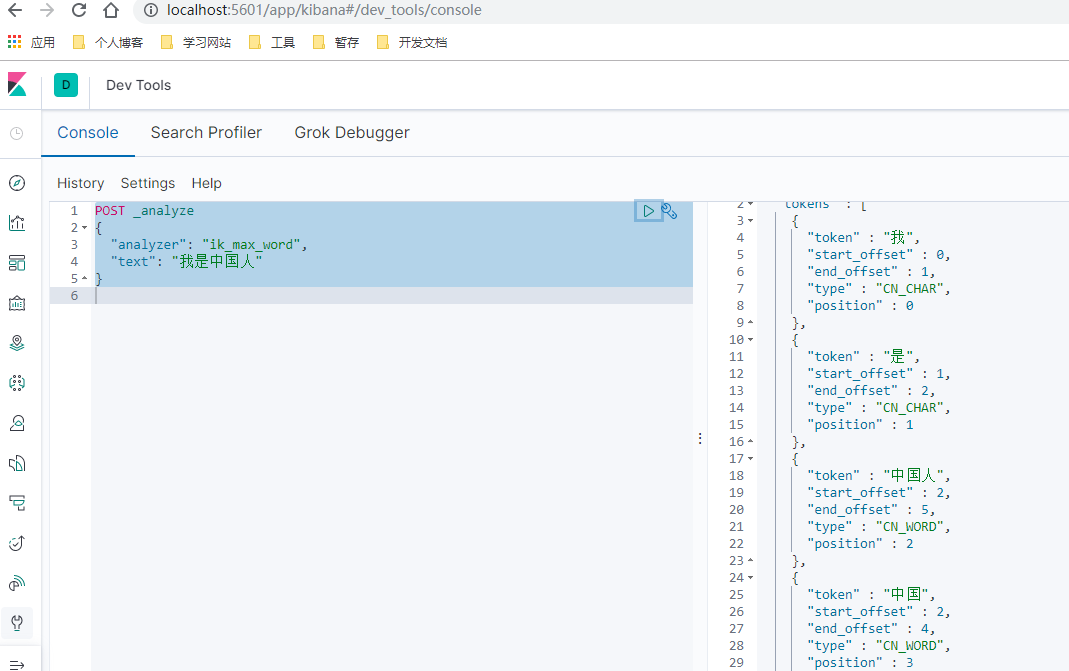 localhost:5601/app/kibana#/dev_tools/console
应用 个人博客 学习网站 工具 暂存 开发文档
D Dev Tools
Console Search Profiler Grok Debugger
History Settings Help
1 POST _analyze
2 {
3 "analyzer": "ik_max_word",
4 "text": "我是中国人"
5 }
6
2 "tokens" : [
3 {
4 "token" : "我",
5 "start_offset" : 0,
6 "end_offset" : 1,
7 "type" : "CN_CHAR",
8 "position" : 0
9 },
10 {
11 "token" : "是",
12 "start_offset" : 1,
13 "end_offset" : 2,
14 "type" : "CN_CHAR",
15 "position" : 1
16 },
17 {
18 "token" : "中国人",
19 "start_offset" : 2,
20 "end_offset" : 5,
21 "type" : "CN_WORD",
22 "position" : 2
23 },
24 {
25 "token" : "中国",
26 "start_offset" : 2,
27 "end_offset" : 4,
28 "type" : "CN_WORD",
29 "position" : 3